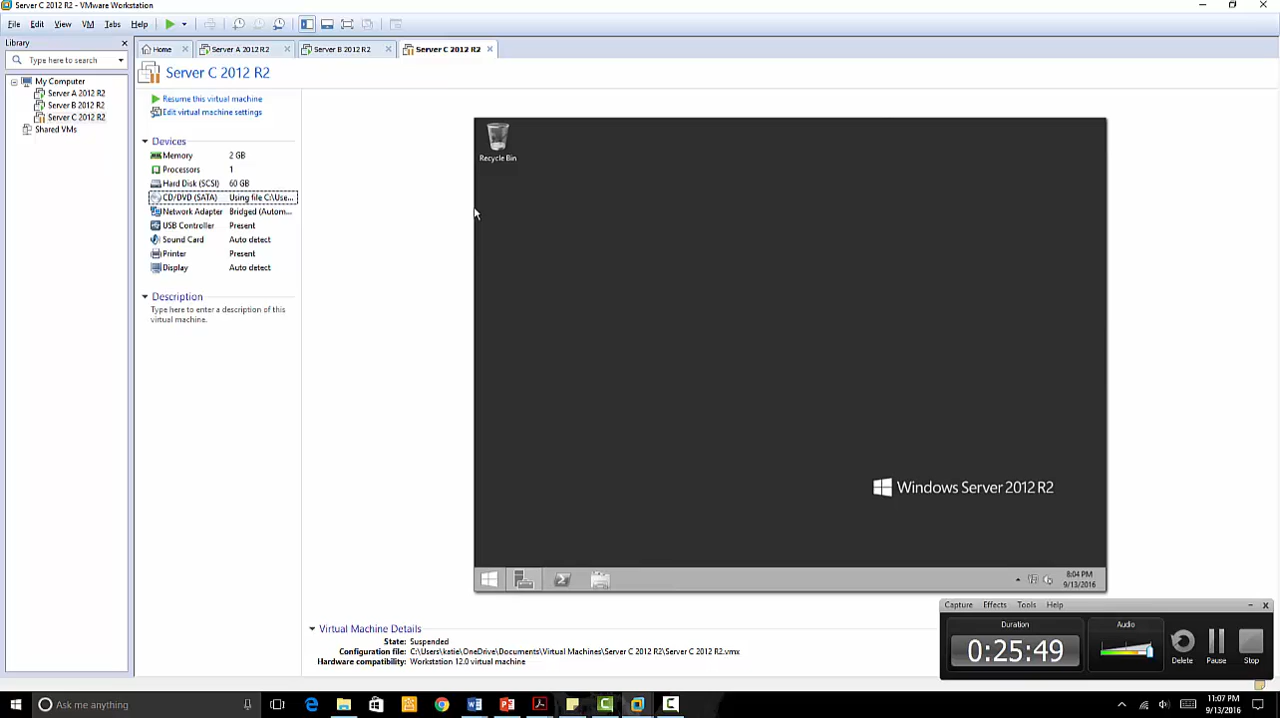 Server C 2012 R2 - VMware Workstation
File Edit View VM Tabs Help
Library
Type here to search
My Computer
Server A 2012 R2
Server B 2012 R2
Server C 2012 R2
Shared VMs
Home Server A 2012 R2 Server B 2012 R2 Server C 2012 R2
Server C 2012 R2
Resume this virtual machine
Edit virtual machine settings
Devices
Memory 2 GB
Processors 1
Hard Disk (SCSI) 60 GB
CD/DVD (SATA) Using file C:\Use...
Network Adapter Bridged (Autom...
USB Controller Present
Sound Card Auto detect
Printer Present
Display Auto detect
Description
Type here to enter a description of this
virtual machine.
Recycle Bin
Windows Server 2012 R2
8:04 PM
9/13/2016
Virtual Machine Details
State: Suspended
Configuration file: C:\Users\katie\OneDrive\Documents\Virtual Machines\Server C 2012 R2\Server C 2012 R2.vmx
Hardware compatibility: Workstation 12.0 virtual machine
Capture Effects Tools Help
Duration Audio
0:25:49
Delete Pause Stop
Ask me anything
11:07 PM
9/13/2016